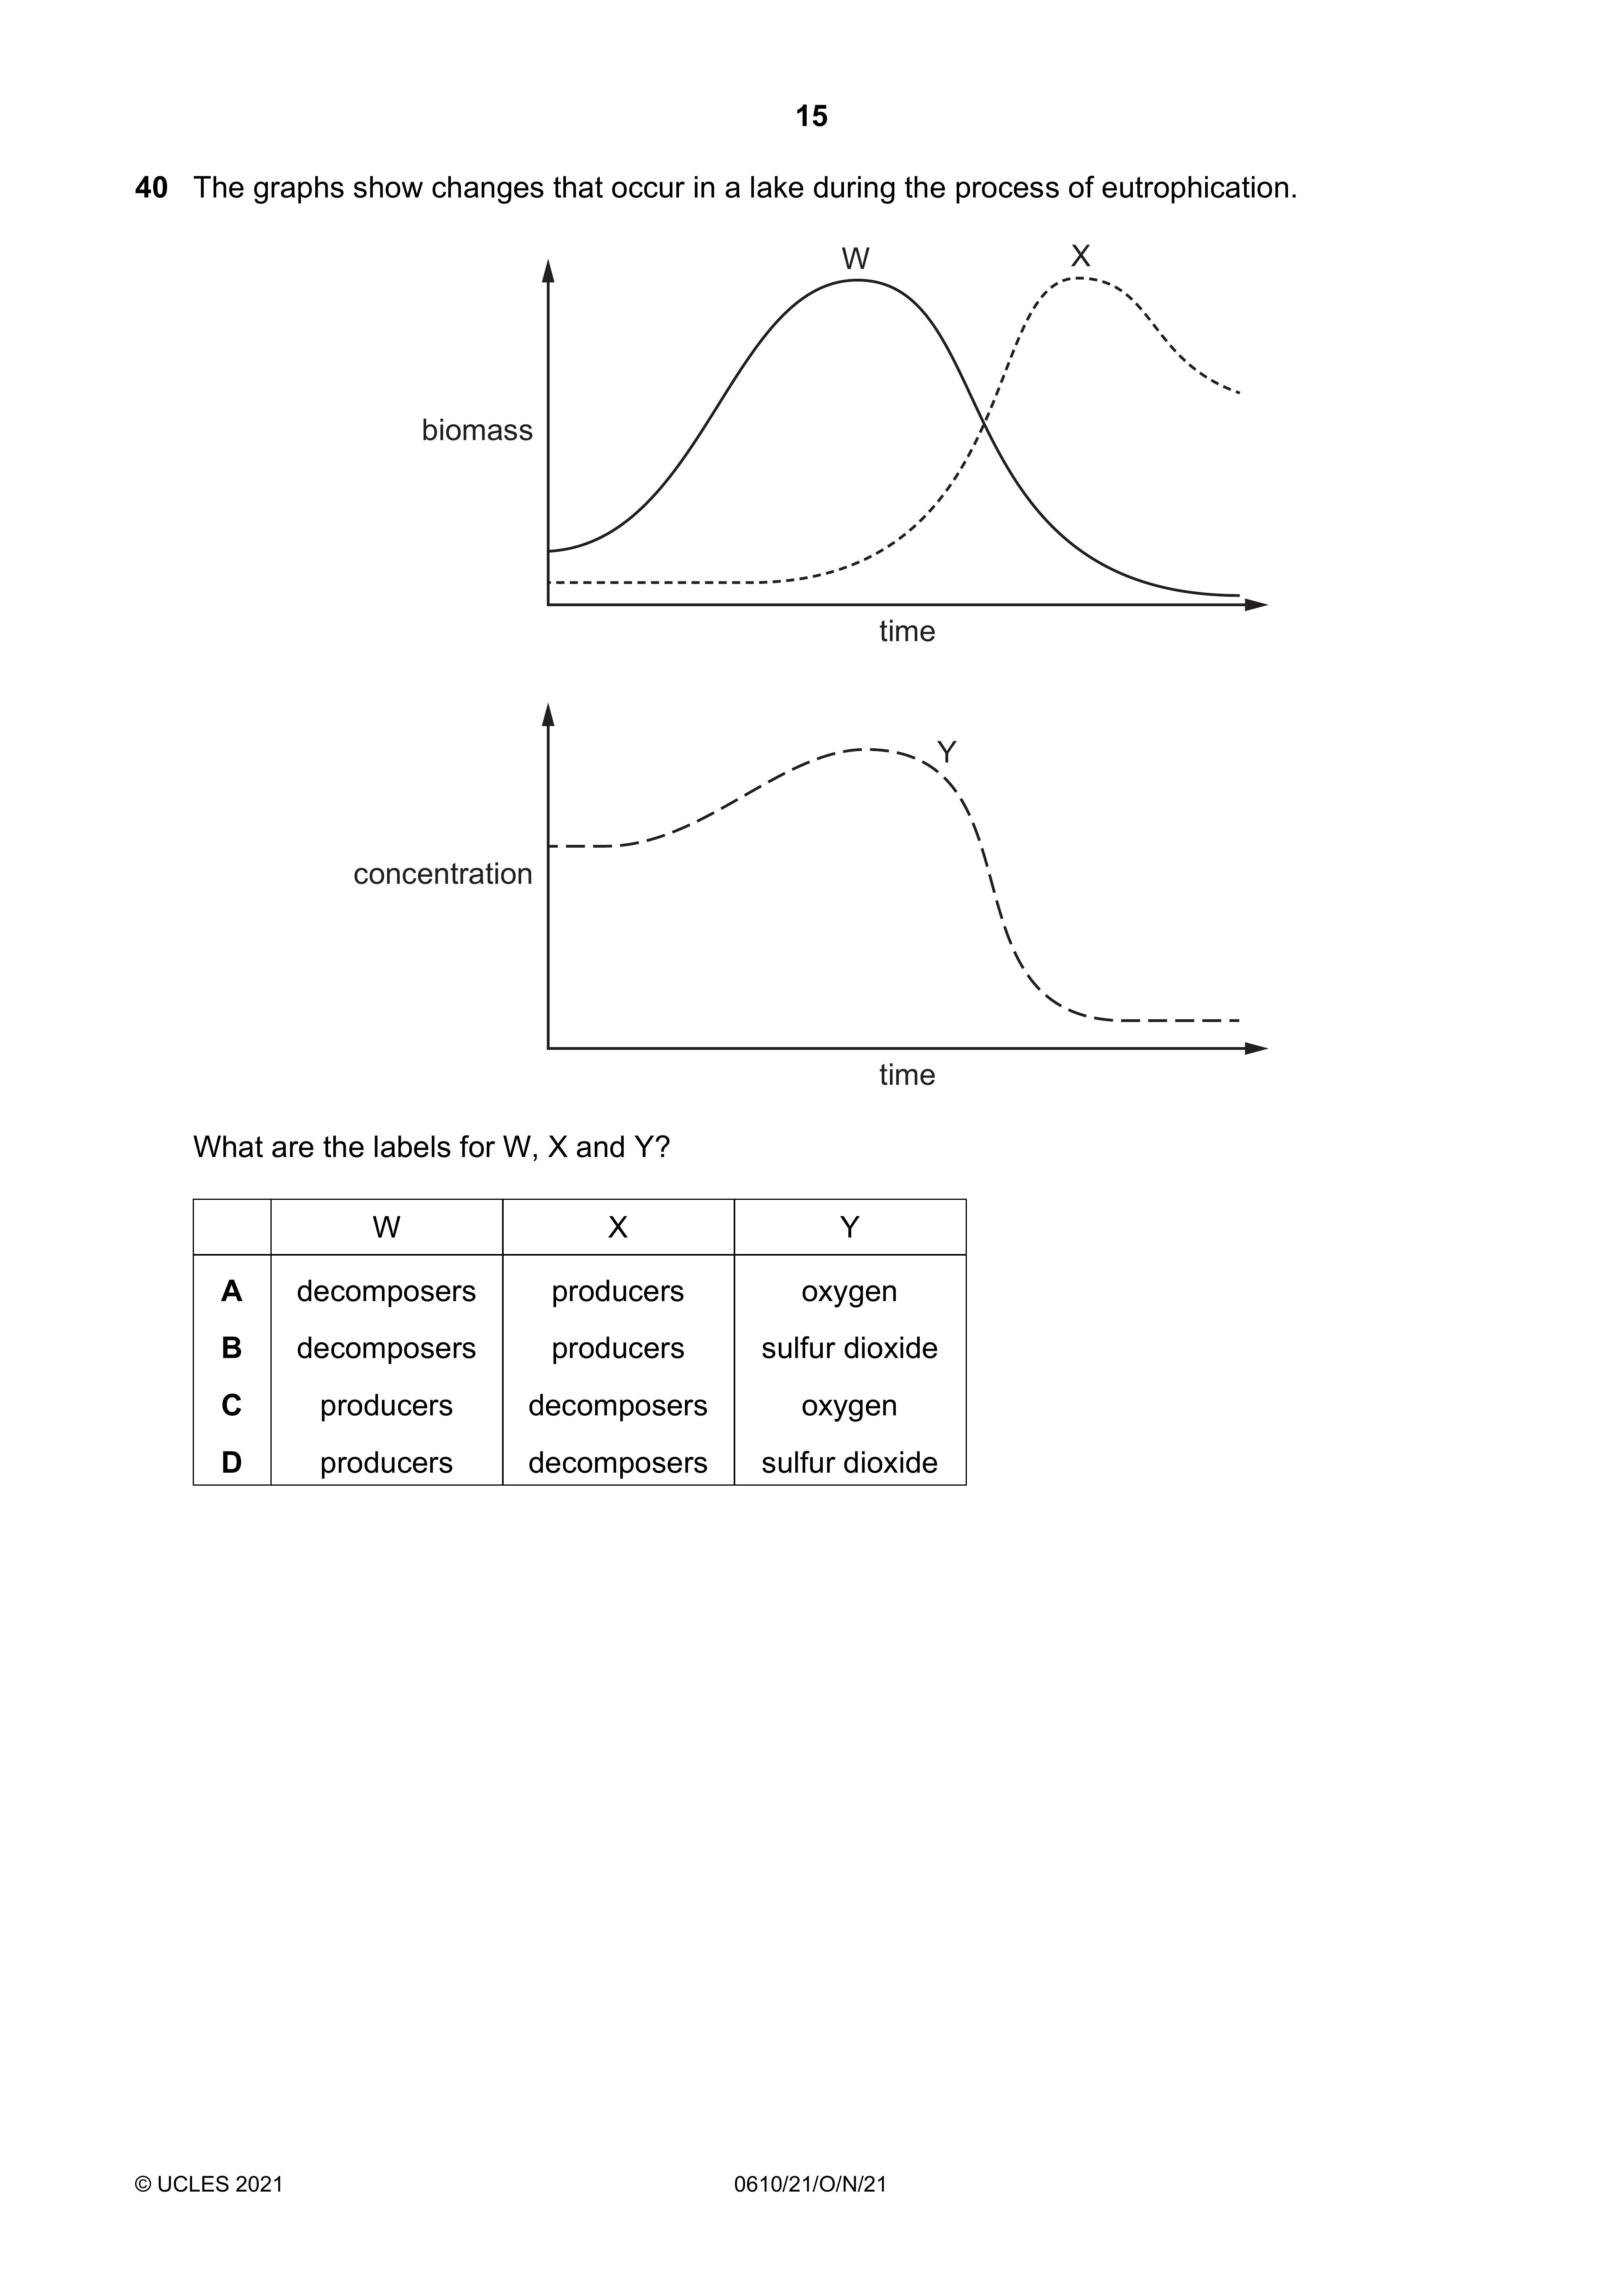 15
40 The graphs show changes that occur in a lake during the process of eutrophication.
W X
biomass
time
Y
concentration
time
What are the labels for W, X and Y?
W X Y
A decomposers producers oxygen
B decomposers producers sulfur dioxide
C producers decomposers oxygen
D producers decomposers sulfur dioxide
© UCLES 2021 0610/21/O/N/21